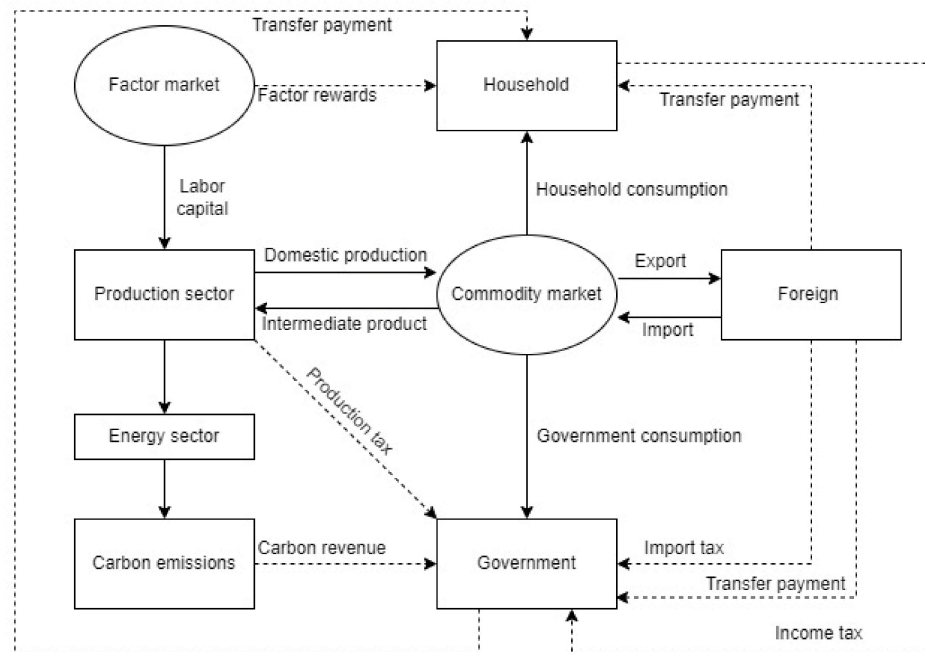 Transfer payment
Factor market
Household
Factor rewards
Transfer payment
Labor
capital
Household consumption
Domestic production
Export
Production sector
Commodity market
Foreign
Intermediate product
Import
Production tax
Energy sector
Government consumption
Carbon emissions
Carbon revenue
Government
Import tax
Transfer payment
Income tax